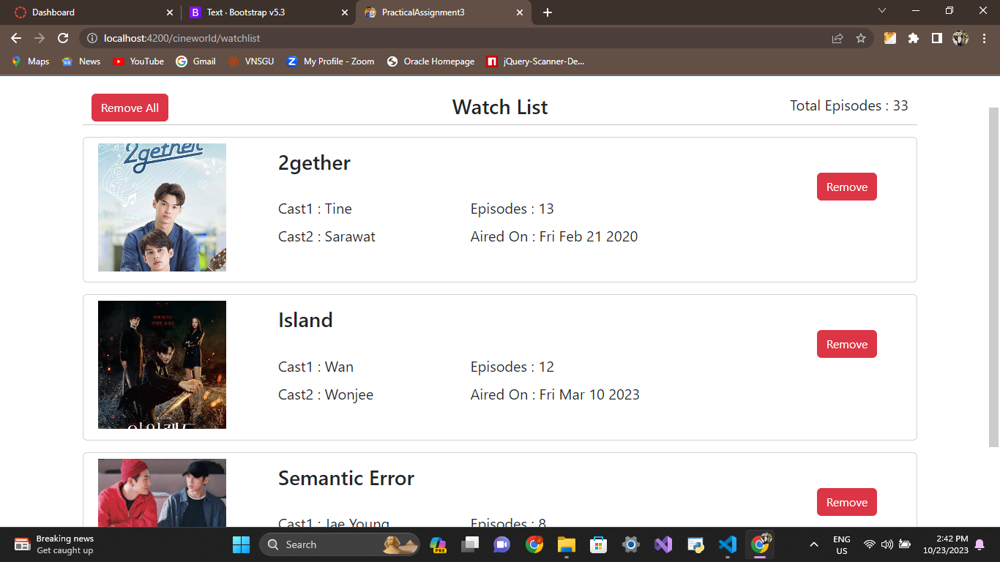 Dashboard
Text · Bootstrap v5.3
PracticalAssignment3
localhost:4200/cineworld/watchlist
Maps
News
YouTube
Gmail
VNSGU
My Profile - Zoom
Oracle Homepage
jQuery-Scanner-De...
Remove All
Watch List
Total Episodes : 33
2gether
2gether
Remove
Cast1 : Tine
Episodes : 13
Cast2 : Sarawat
Aired On : Fri Feb 21 2020
Island
Remove
Cast1 : Wan
Episodes : 12
Cast2 : Wonjee
Aired On : Fri Mar 10 2023
Semantic Error
Remove
Cast1 : Jae Young
Episodes : 8
Breaking news
Get caught up
Search
PRE
ENG
US
2:42 PM
10/23/2023